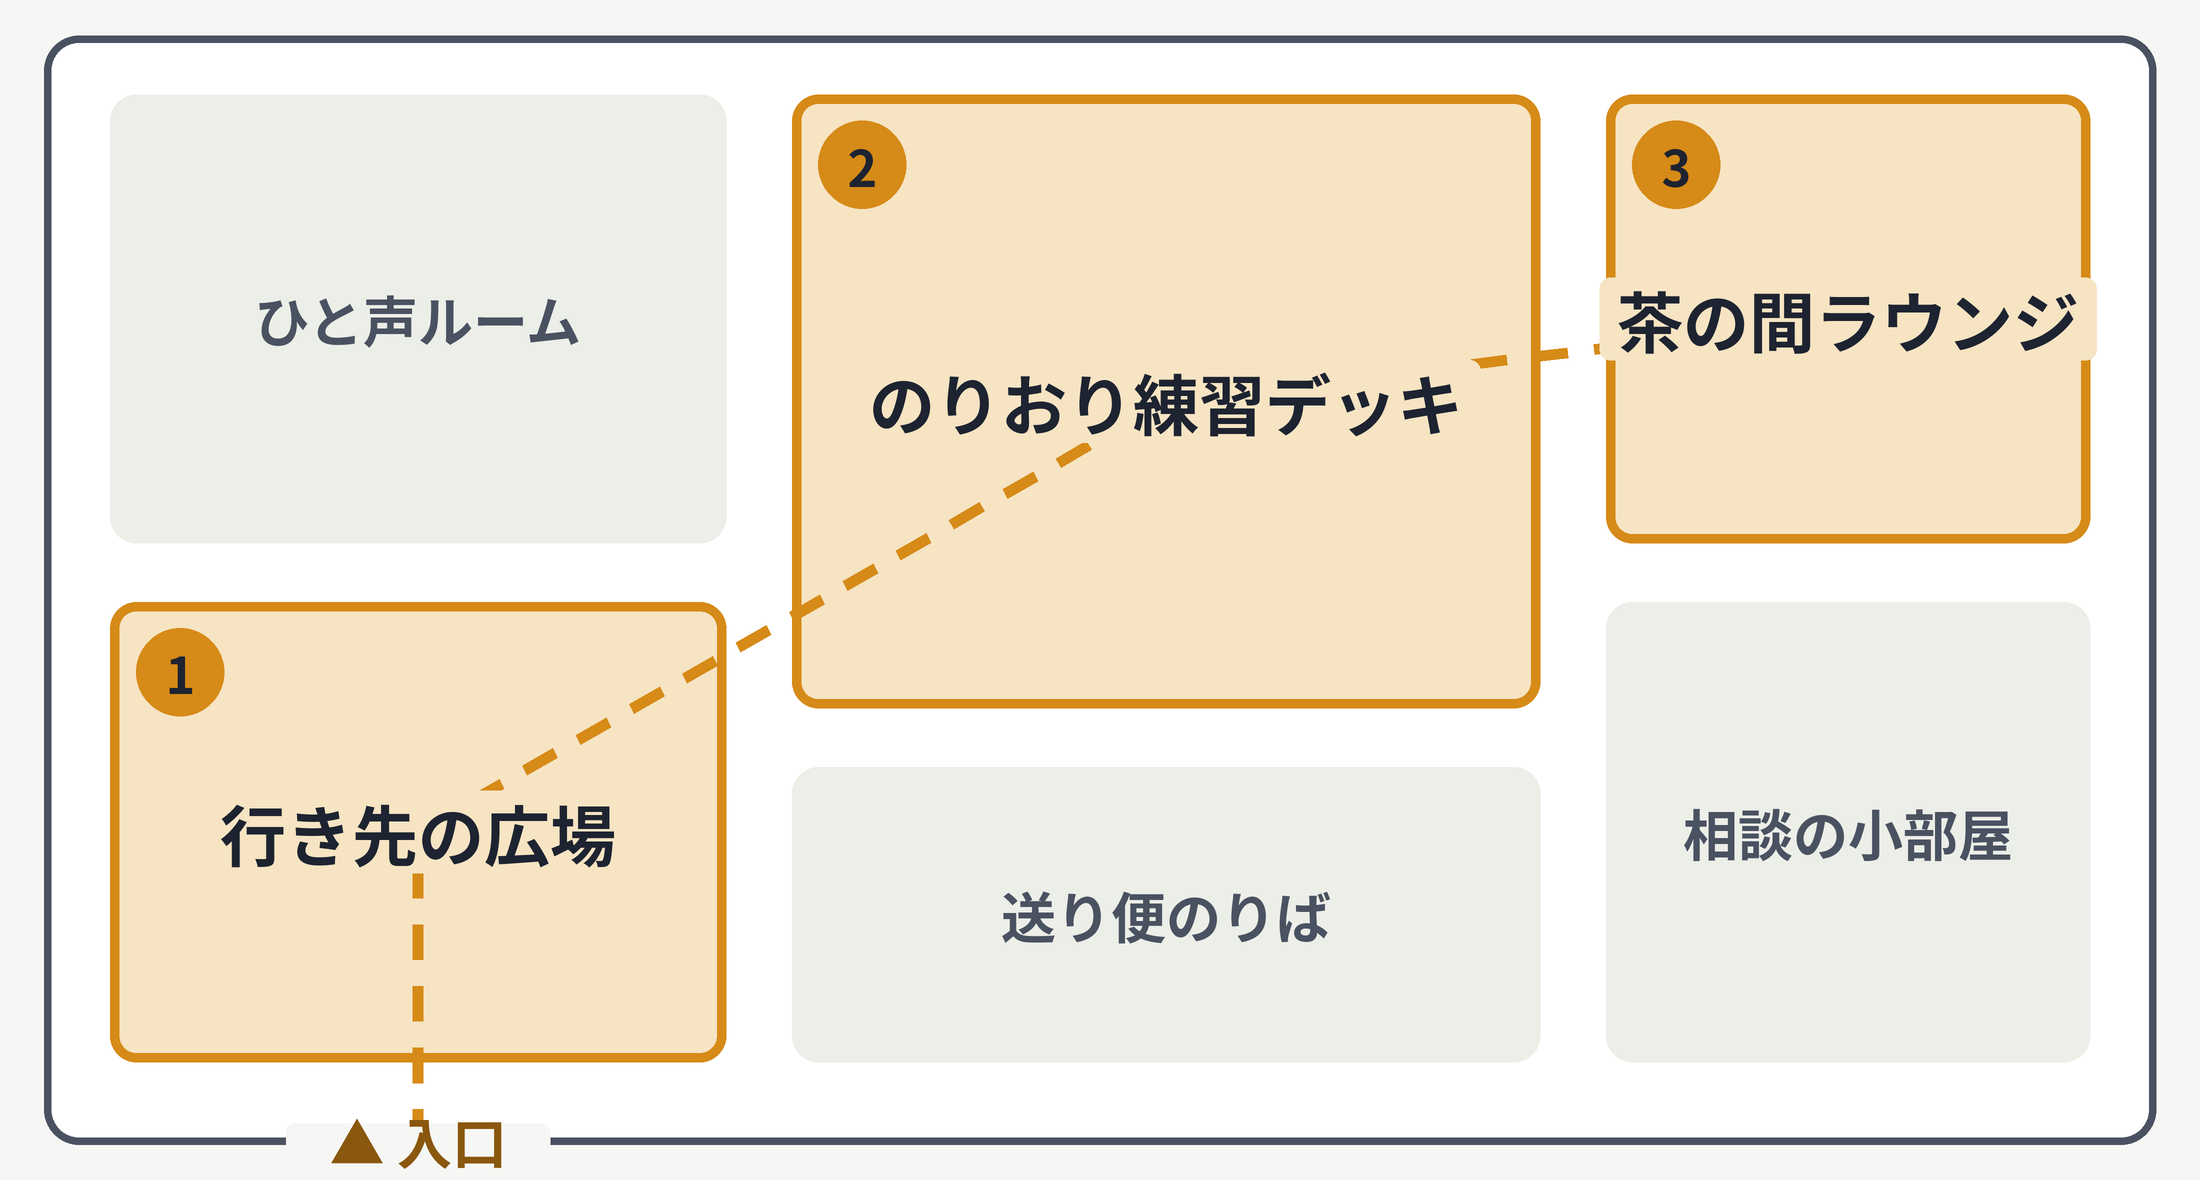 ひと声ルーム
2
のりおり練習デッキ
3
茶の間ラウンジ
1
行き先の広場
送り便のりば
相談の小部屋
▲ 入口